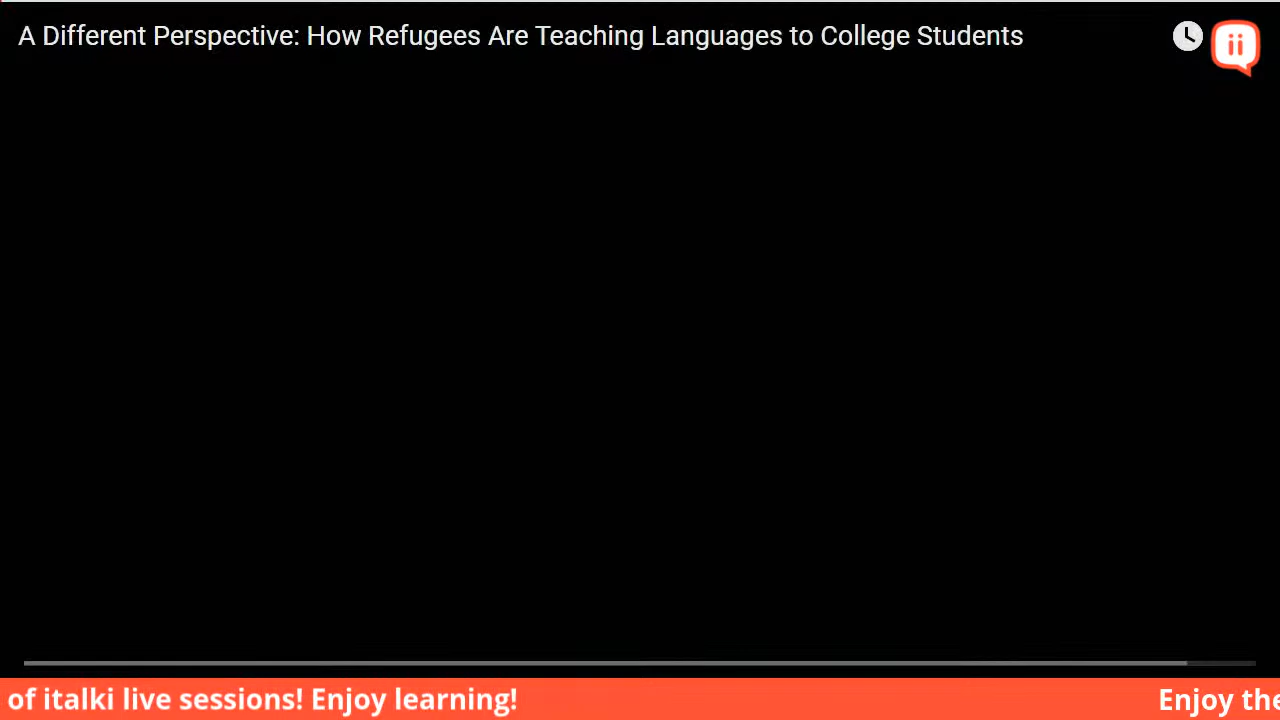 A Different Perspective: How Refugees Are Teaching Languages to College Students
ii
of italki live sessions! Enjoy learning!
Enjoy the